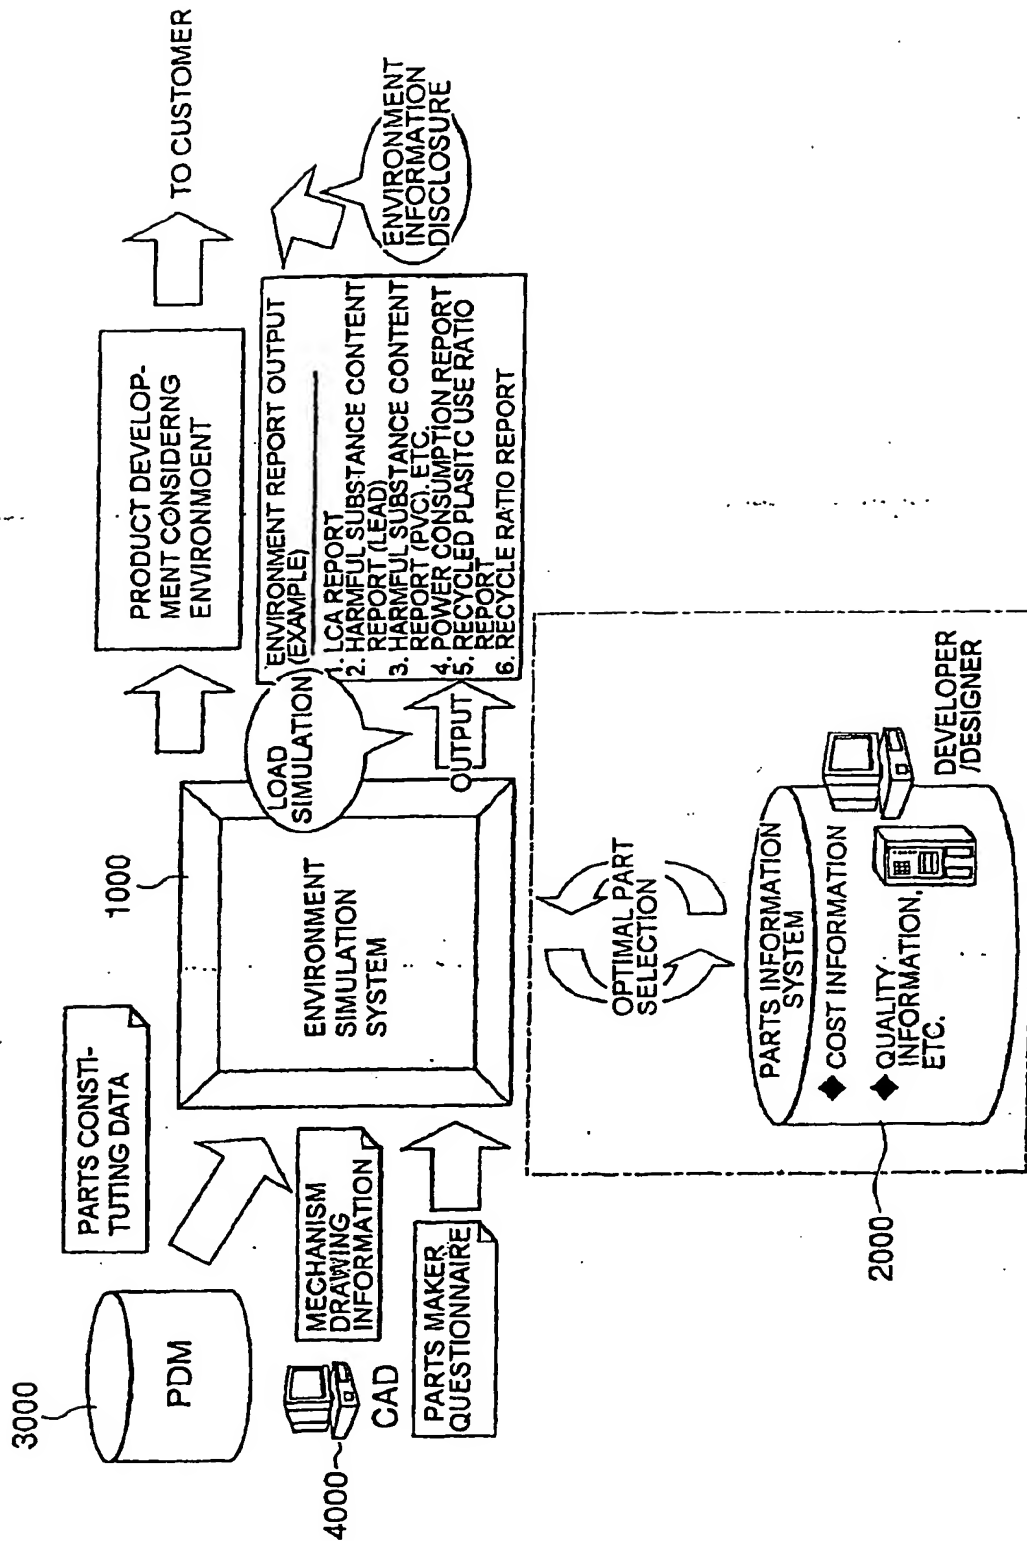 3000
PDM
PARTS CONSTI-
TUTING DATA
4000
CAD
MECHANISM
DRAWING
INFORMATION
PARTS MAKER
QUESTIONNAIRE
1000
ENVIRONMENT
SIMULATION
SYSTEM
LOAD
SIMULATION
OUTPUT
PRODUCT DEVELOP-
MENT CONSIDERNG
ENVIRONMOENT
TO CUSTOMER
ENVIRONMENT REPORT OUTPUT
(EXAMPLE)
1. LCA REPORT
2. HARMFUL SUBSTANCE CONTENT
REPORT (LEAD)
3. HARMFUL SUBSTANCE CONTENT
REPORT (PVC). ETC.
4. POWER CONSUMPTION REPORT
5. RECYCLED PLASITC USE RATIO
REPORT
6. RECYCLE RATIO REPORT
ENVIRONMENT
INFORMATION
DISCLOSURE
OPTIMAL PART
SELECTION
2000
PARTS INFORMATION
SYSTEM
◆ COST INFORMATION
◆ QUALITY
INFORMATION,
ETC.
DEVELOPER
/DESIGNER